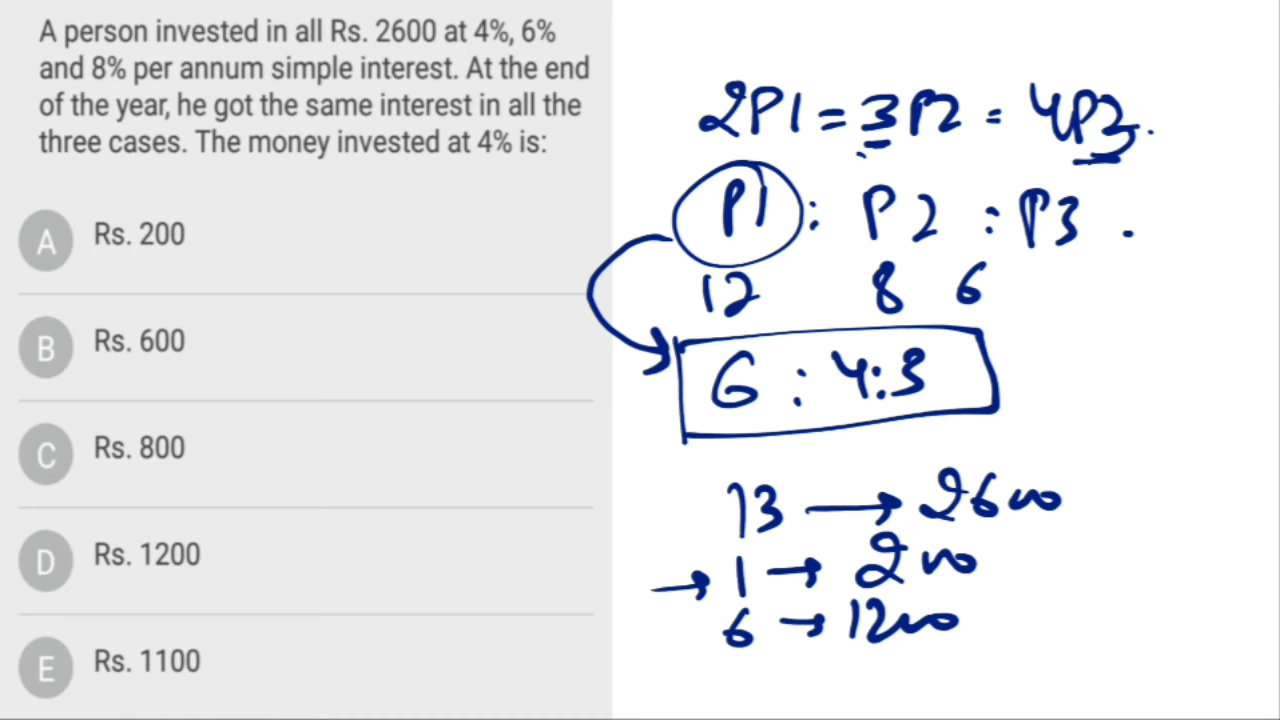 A person invested in all Rs. 2600 at 4%, 6%
and 8% per annum simple interest. At the end
of the year, he got the same interest in all the
three cases. The money invested at 4% is:
A Rs. 200
B Rs. 600
C Rs. 800
D Rs. 1200
E Rs. 1100
2P1 = 3P2 = 4P3.
P1 : P2 : P3 .
12 8 6
6 : 4:3
13 → 2600
→ 1 → 200
6 → 1200